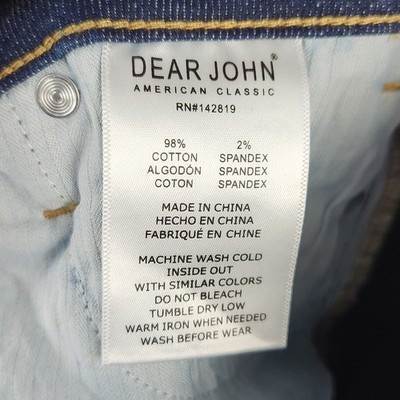 DEAR JOHN®
AMERICAN CLASSIC
RN#142819
98% 2%
COTTON SPANDEX
ALGODÓN SPANDEX
COTON SPANDEX
MADE IN CHINA
HECHO EN CHINA
FABRIQUÉ EN CHINE
MACHINE WASH COLD
INSIDE OUT
WITH SIMILAR COLORS
DO NOT BLEACH
TUMBLE DRY LOW
WARM IRON WHEN NEEDED
WASH BEFORE WEAR